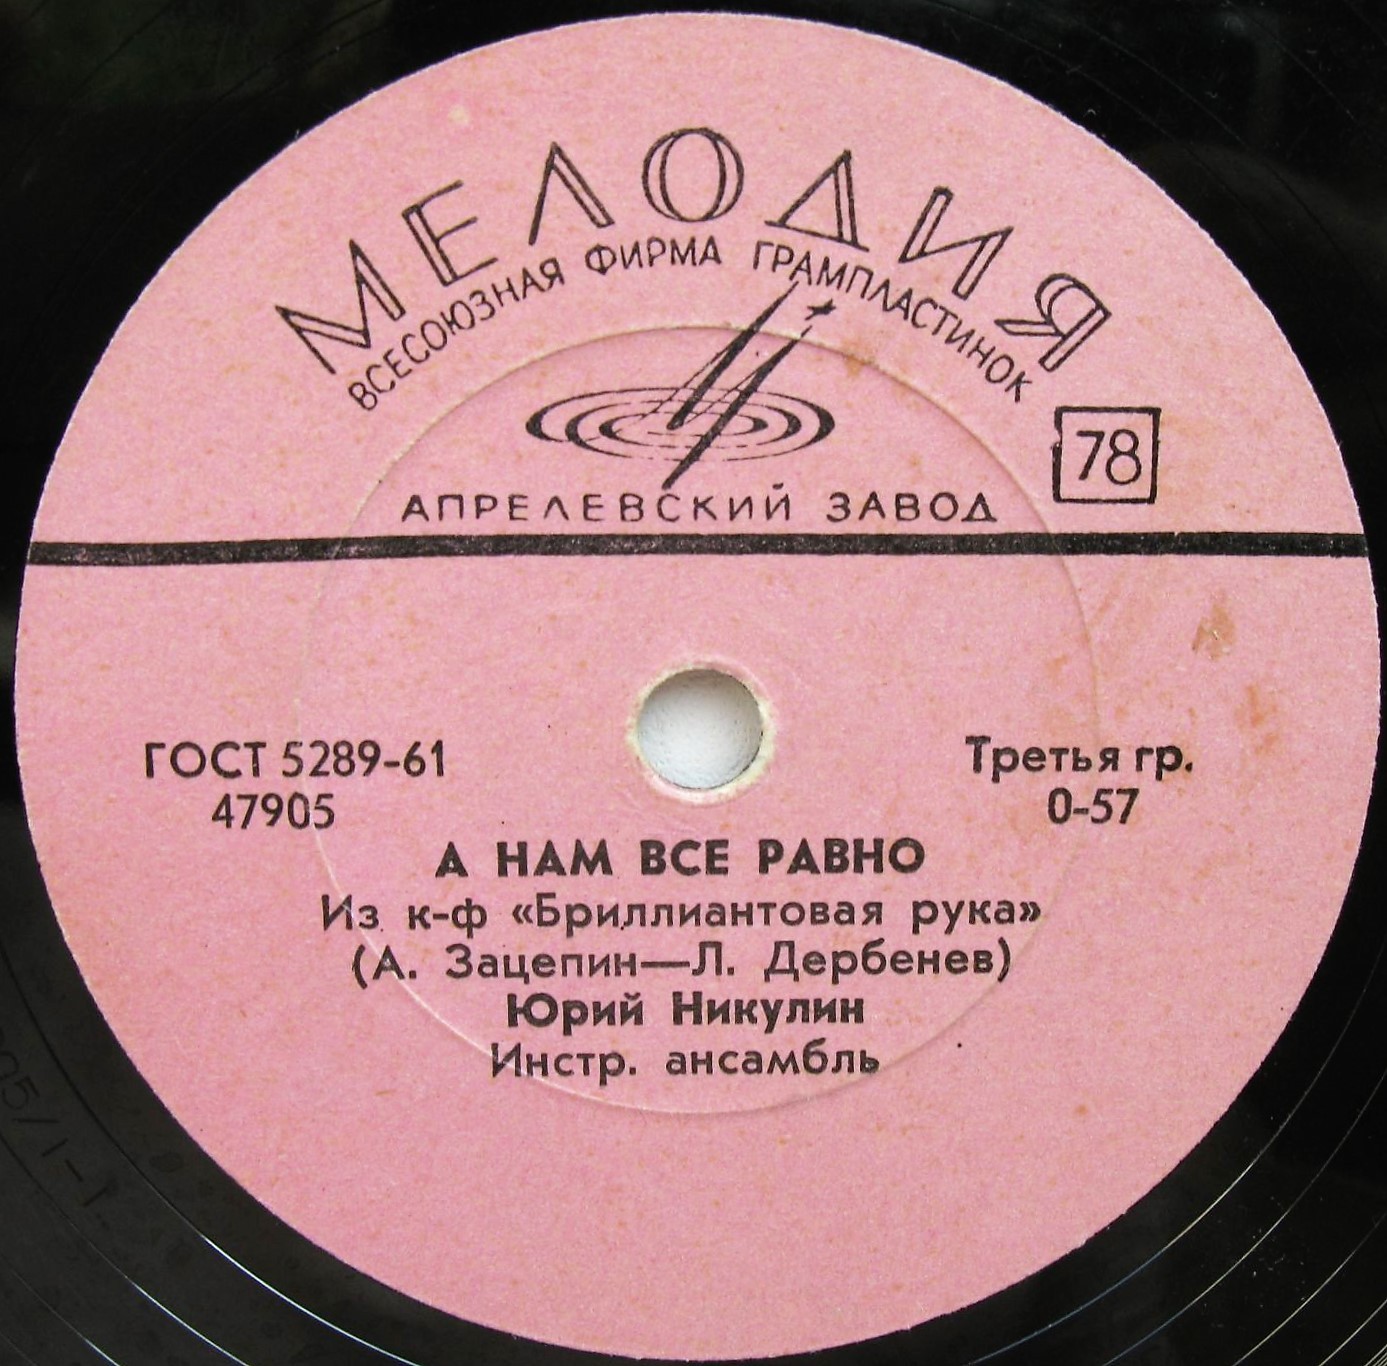 МЕЛОДИЯ
ВСЕСОЮЗНАЯ ФИРМА ГРАМПЛАСТИНОК
78
АПРЕЛЕВСКИЙ ЗАВОД
ГОСТ 5289-61
47905
Третья гр.
0-57
А НАМ ВСЕ РАВНО
Из к-ф «Бриллиантовая рука»
(А. Зацепин—Л. Дербенев)
Юрий Никулин
Инстр. ансамбль